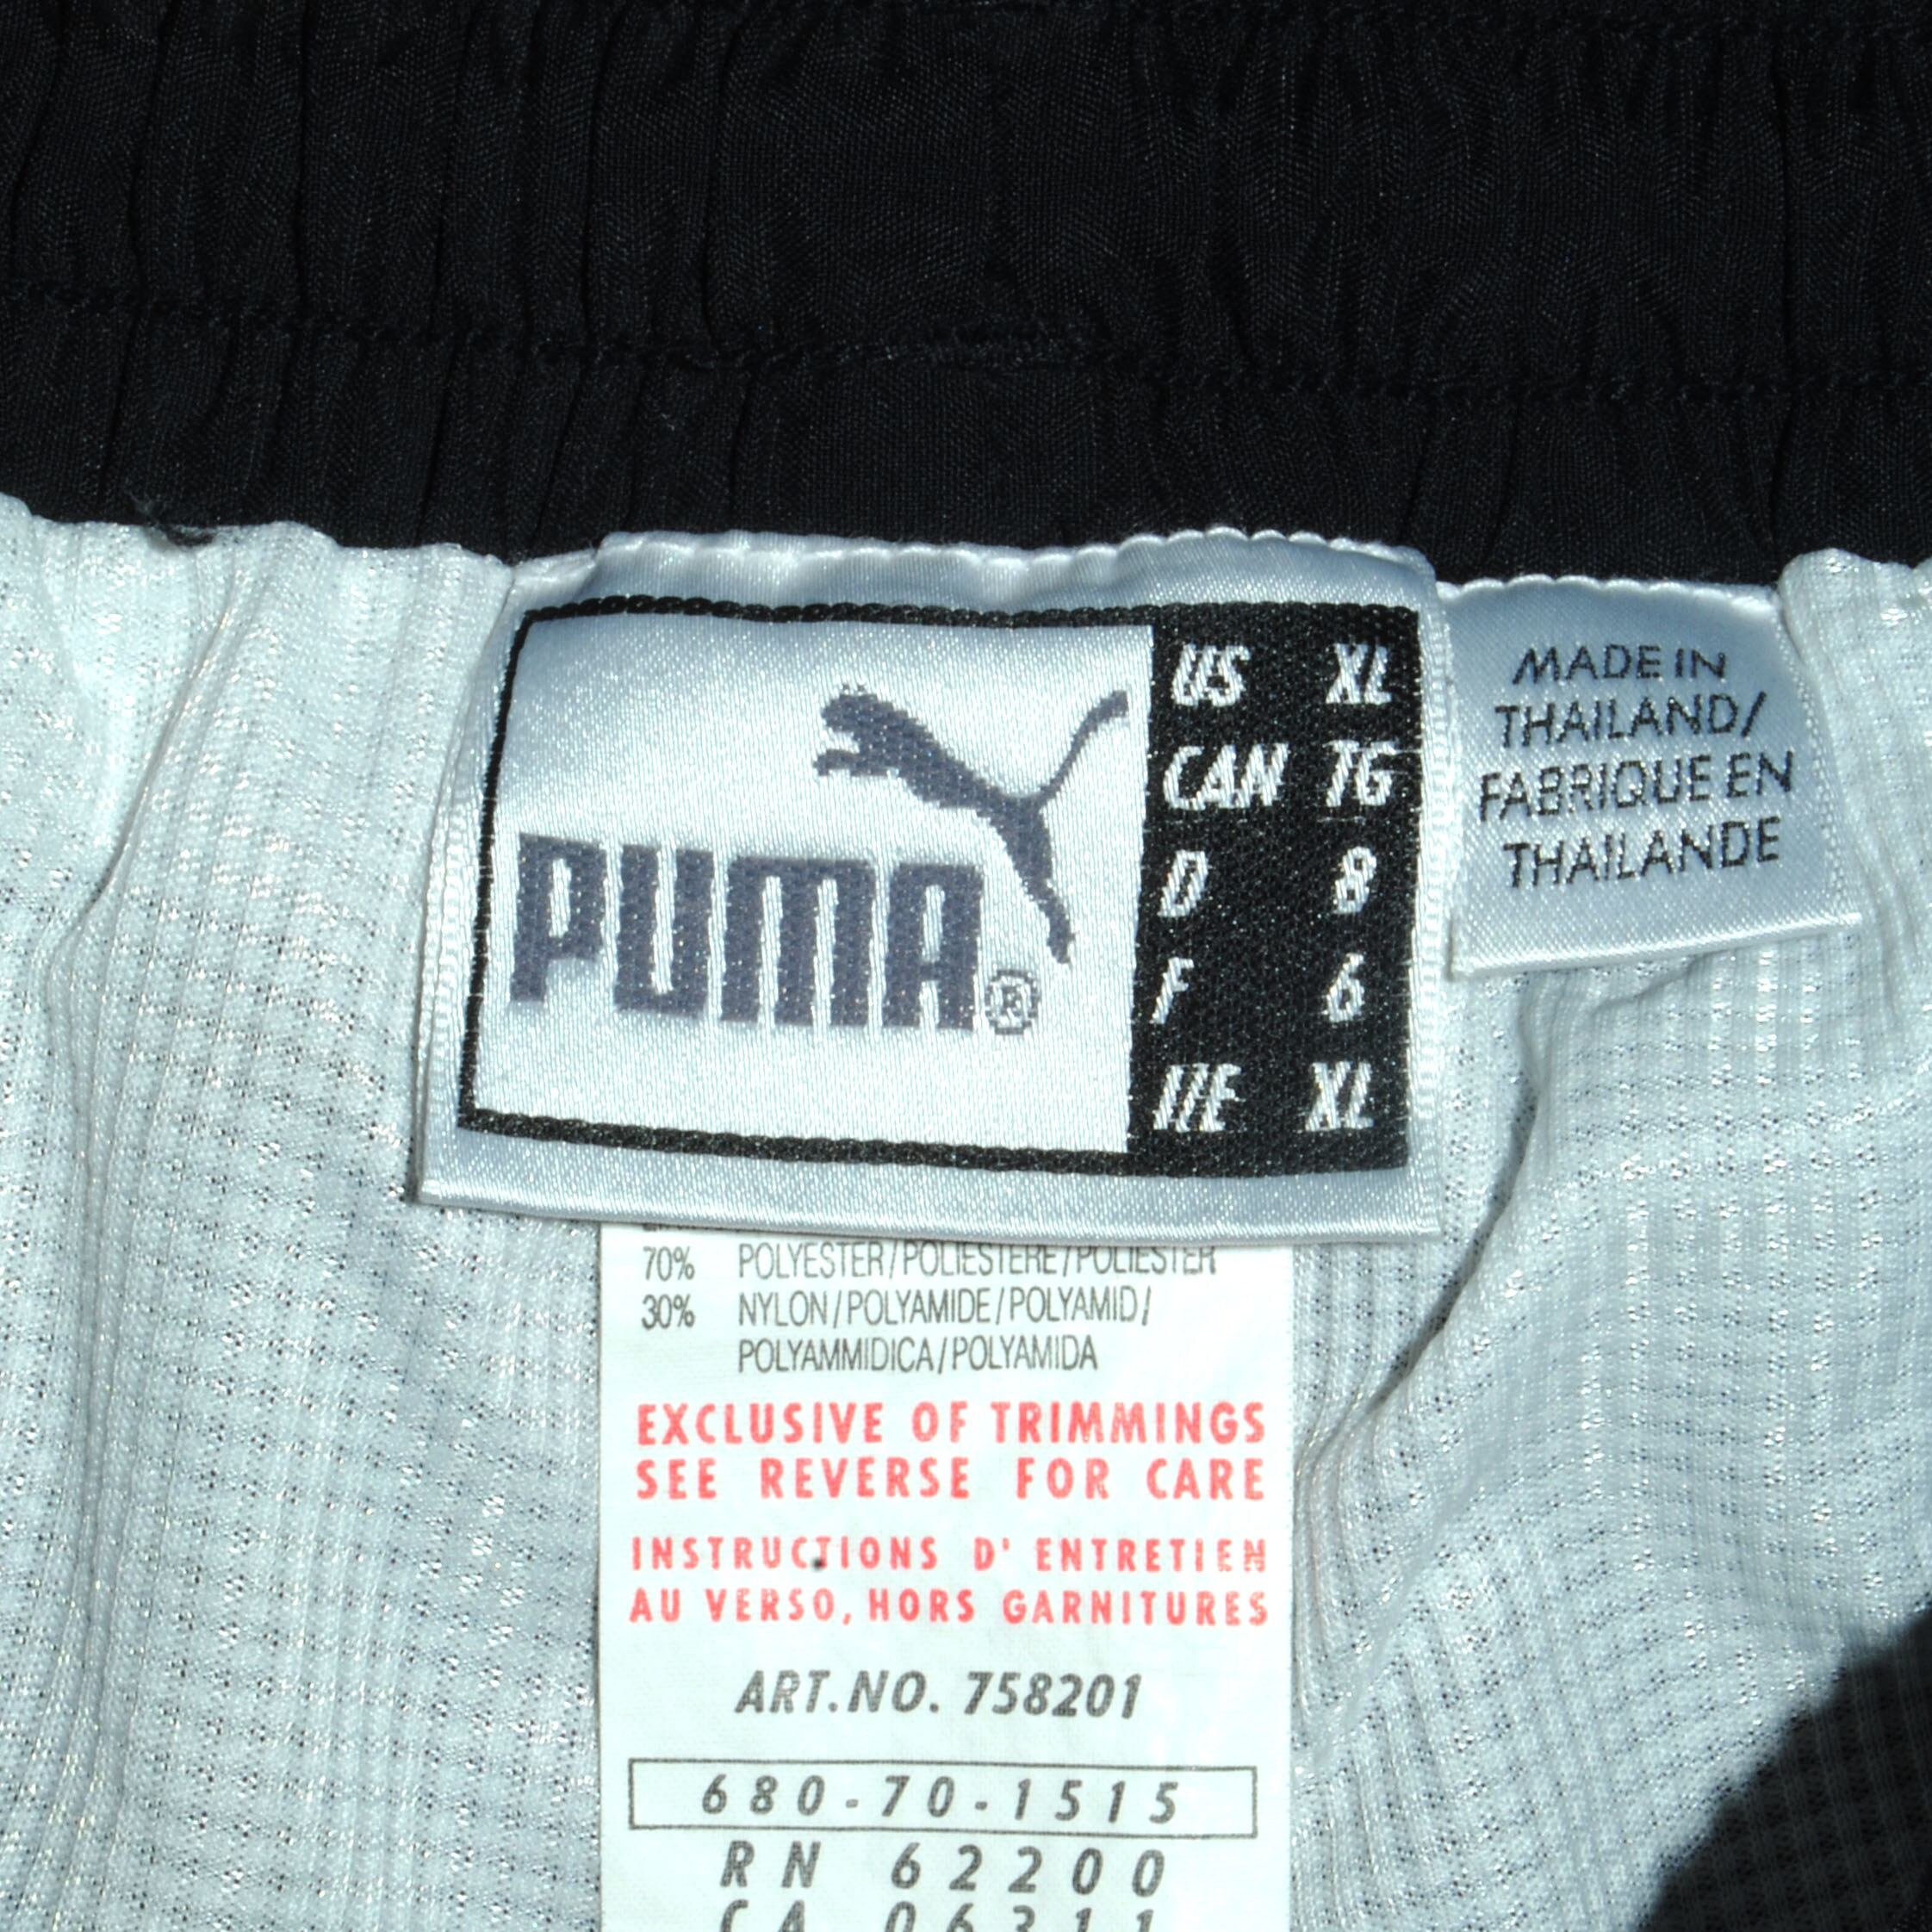 PUMA®
US XL
CAN TG
D 8
F 6
I/E XL
MADE IN
THAILAND/
FABRIQUE EN
THAILANDE
70% POLYESTER/POLIESTERE/POLIESTER
30% NYLON/POLYAMIDE/POLYAMID/
POLYAMMIDICA/POLYAMIDA
EXCLUSIVE OF TRIMMINGS
SEE REVERSE FOR CARE
INSTRUCTIONS D' ENTRETIEN
AU VERSO, HORS GARNITURES
ART.NO. 758201
680-70-1515
RN 62200
CA 06311